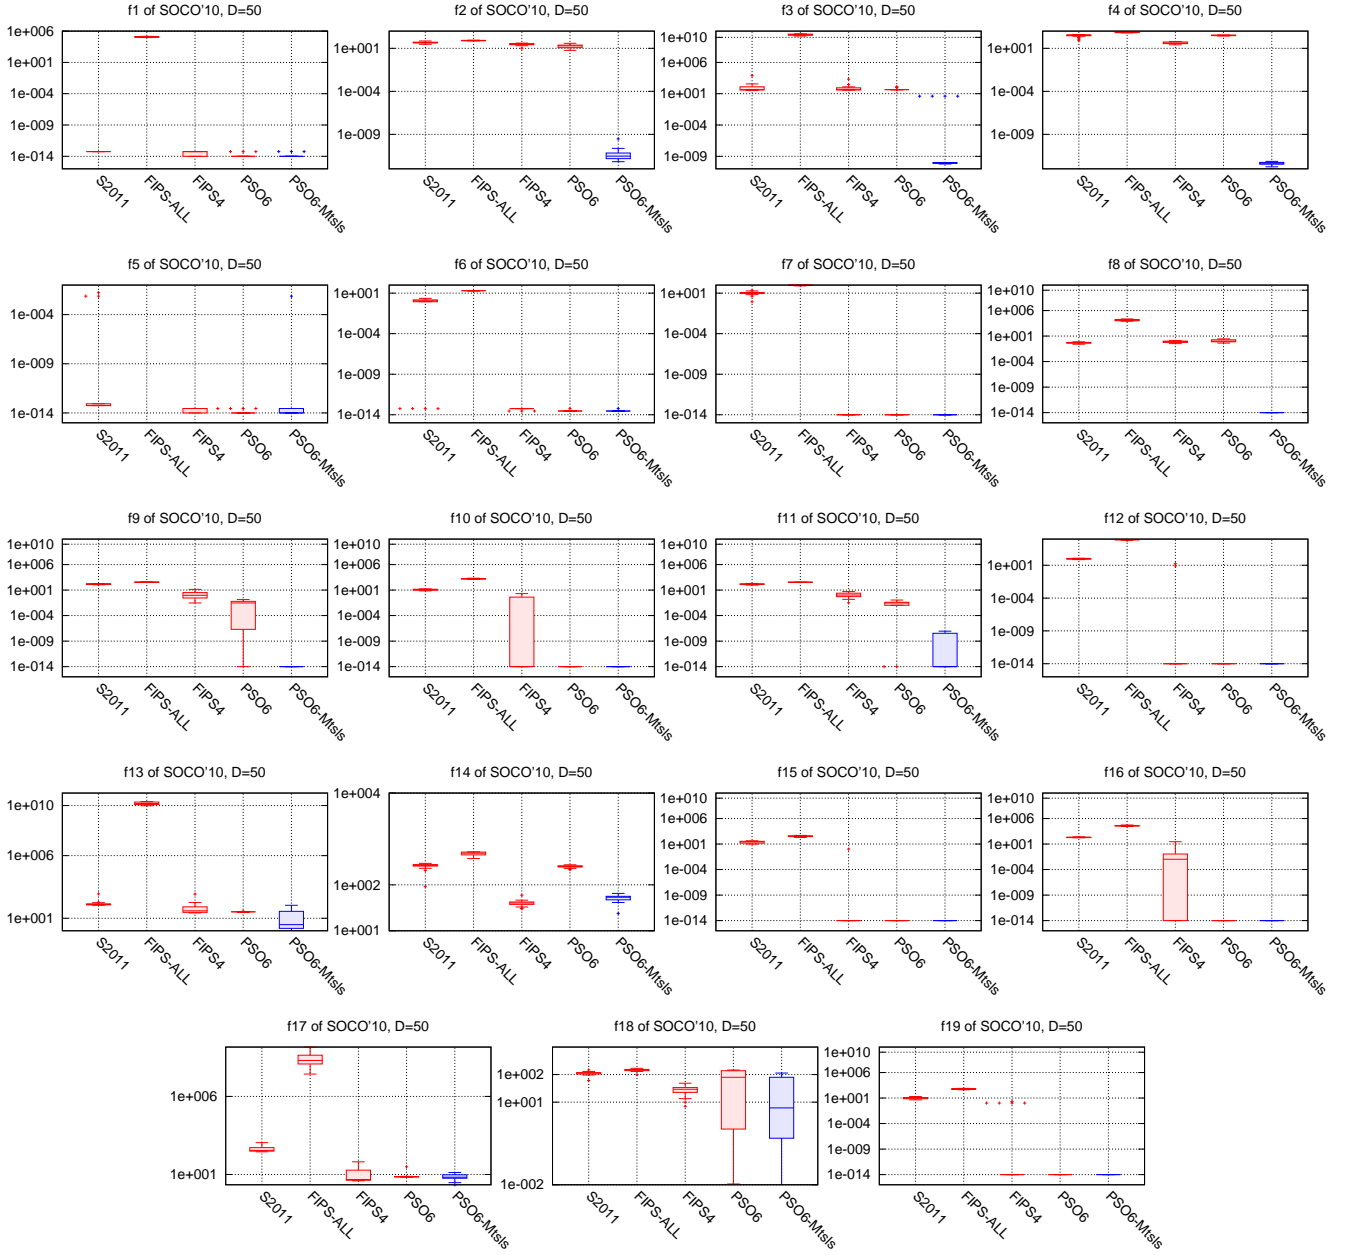 f1 of SOCO'10, D=50
1e+006
1e+001
1e-004
1e-009
1e-014
S2011
FIPS-ALL
FIPS4
PSO6
PSO6-Mtsls
f2 of SOCO'10, D=50
1e+001
1e-004
1e-009
S2011
FIPS-ALL
FIPS4
PSO6
PSO6-Mtsls
f3 of SOCO'10, D=50
1e+010
1e+006
1e+001
1e-004
1e-009
S2011
FIPS-ALL
FIPS4
PSO6
PSO6-Mtsls
f4 of SOCO'10, D=50
1e+001
1e-004
1e-009
S2011
FIPS-ALL
FIPS4
PSO6
PSO6-Mtsls
f5 of SOCO'10, D=50
1e-004
1e-009
1e-014
S2011
FIPS-ALL
FIPS4
PSO6
PSO6-Mtsls
f6 of SOCO'10, D=50
1e+001
1e-004
1e-009
1e-014
S2011
FIPS-ALL
FIPS4
PSO6
PSO6-Mtsls
f7 of SOCO'10, D=50
1e+001
1e-004
1e-009
1e-014
S2011
FIPS-ALL
FIPS4
PSO6
PSO6-Mtsls
f8 of SOCO'10, D=50
1e+010
1e+006
1e+001
1e-004
1e-009
1e-014
S2011
FIPS-ALL
FIPS4
PSO6
PSO6-Mtsls
f9 of SOCO'10, D=50
1e+010
1e+006
1e+001
1e-004
1e-009
1e-014
S2011
FIPS-ALL
FIPS4
PSO6
PSO6-Mtsls
f10 of SOCO'10, D=50
1e+010
1e+006
1e+001
1e-004
1e-009
1e-014
S2011
FIPS-ALL
FIPS4
PSO6
PSO6-Mtsls
f11 of SOCO'10, D=50
1e+010
1e+006
1e+001
1e-004
1e-009
1e-014
S2011
FIPS-ALL
FIPS4
PSO6
PSO6-Mtsls
f12 of SOCO'10, D=50
1e+001
1e-004
1e-009
1e-014
S2011
FIPS-ALL
FIPS4
PSO6
PSO6-Mtsls
f13 of SOCO'10, D=50
1e+010
1e+006
1e+001
S2011
FIPS-ALL
FIPS4
PSO6
PSO6-Mtsls
f14 of SOCO'10, D=50
1e+004
1e+002
1e+001
S2011
FIPS-ALL
FIPS4
PSO6
PSO6-Mtsls
f15 of SOCO'10, D=50
1e+010
1e+006
1e+001
1e-004
1e-009
1e-014
S2011
FIPS-ALL
FIPS4
PSO6
PSO6-Mtsls
f16 of SOCO'10, D=50
1e+010
1e+006
1e+001
1e-004
1e-009
1e-014
S2011
FIPS-ALL
FIPS4
PSO6
PSO6-Mtsls
f17 of SOCO'10, D=50
1e+006
1e+001
S2011
FIPS-ALL
FIPS4
PSO6
PSO6-Mtsls
f18 of SOCO'10, D=50
1e+002
1e+001
1e-002
S2011
FIPS-ALL
FIPS4
PSO6
PSO6-Mtsls
f19 of SOCO'10, D=50
1e+010
1e+006
1e+001
1e-004
1e-009
1e-014
S2011
FIPS-ALL
FIPS4
PSO6
PSO6-Mtsls